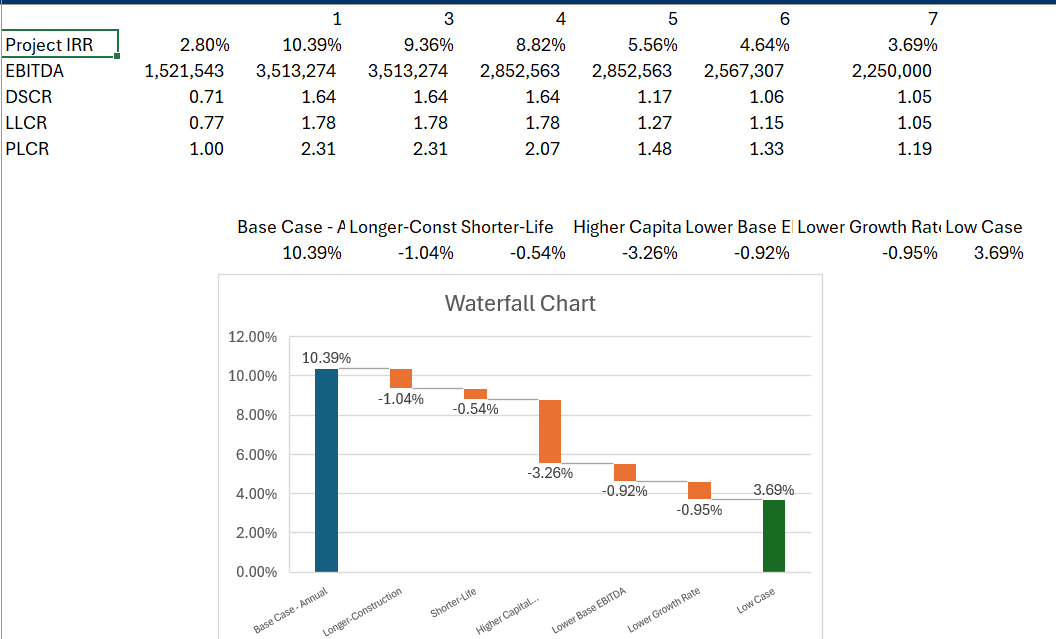 1 3 4 5 6 7
Project IRR 2.80% 10.39% 9.36% 8.82% 5.56% 4.64% 3.69%
EBITDA 1,521,543 3,513,274 3,513,274 2,852,563 2,852,563 2,567,307 2,250,000
DSCR 0.71 1.64 1.64 1.64 1.17 1.06 1.05
LLCR 0.77 1.78 1.78 1.78 1.27 1.15 1.05
PLCR 1.00 2.31 2.31 2.07 1.48 1.33 1.19
Base Case - A Longer-Const Shorter-Life Higher Capita Lower Base E Lower Growth Rat Low Case
10.39% -1.04% -0.54% -3.26% -0.92% -0.95% 3.69%
Waterfall Chart
12.00%
10.39%
10.00%
-1.04%
-0.54%
8.00%
6.00%
-3.26%
4.00%
-0.92%
-0.95%
3.69%
2.00%
0.00%
Base Case - Annual
Longer-Construction
Shorter-Life
Higher Capital...
Lower Base EBITDA
Lower Growth Rate
Low Case